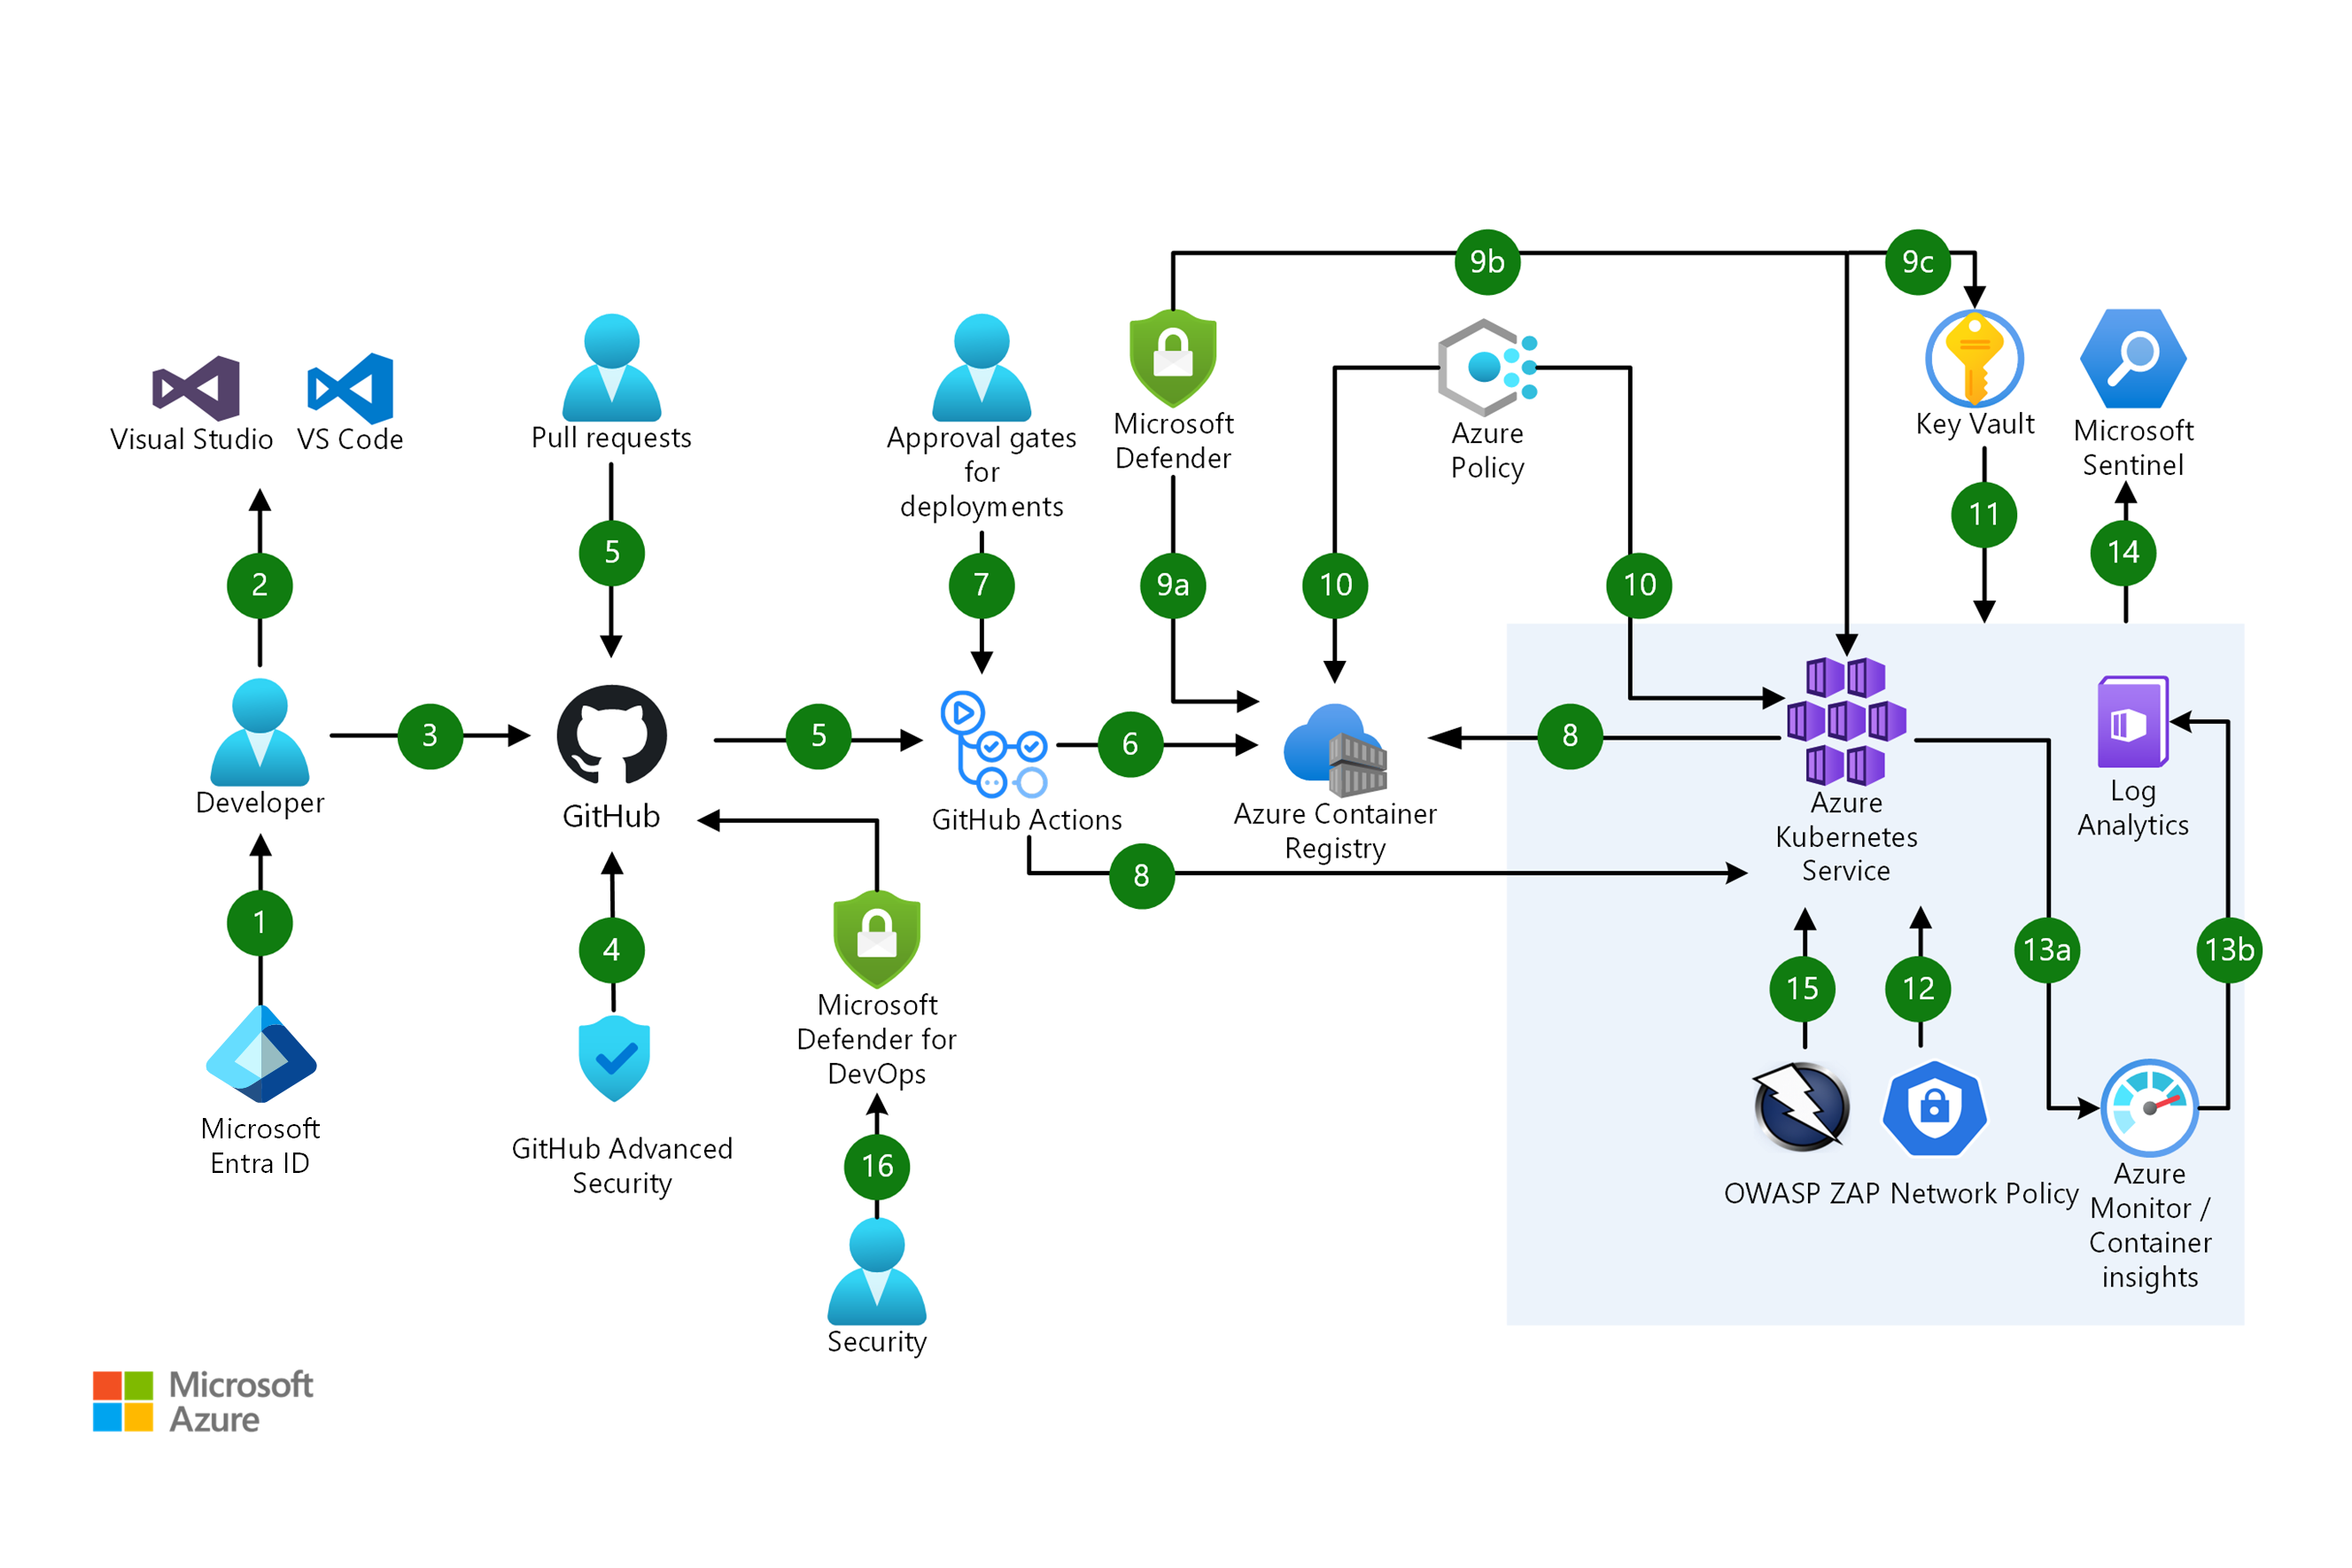 9b
9c
Visual Studio
VS Code
Pull requests
Approval gates
for
deployments
Microsoft
Defender
Azure
Policy
Key Vault
Microsoft
Sentinel
2
5
7
9a
10
10
11
14
Developer
3
GitHub
5
GitHub Actions
6
Azure Container
Registry
8
8
Azure
Kubernetes
Service
Log
Analytics
1
4
Microsoft
Defender for
DevOps
15
12
13a
13b
Microsoft
Entra ID
GitHub Advanced
Security
16
Security
OWASP ZAP
Network Policy
Azure
Monitor /
Container
insights
Microsoft
Azure